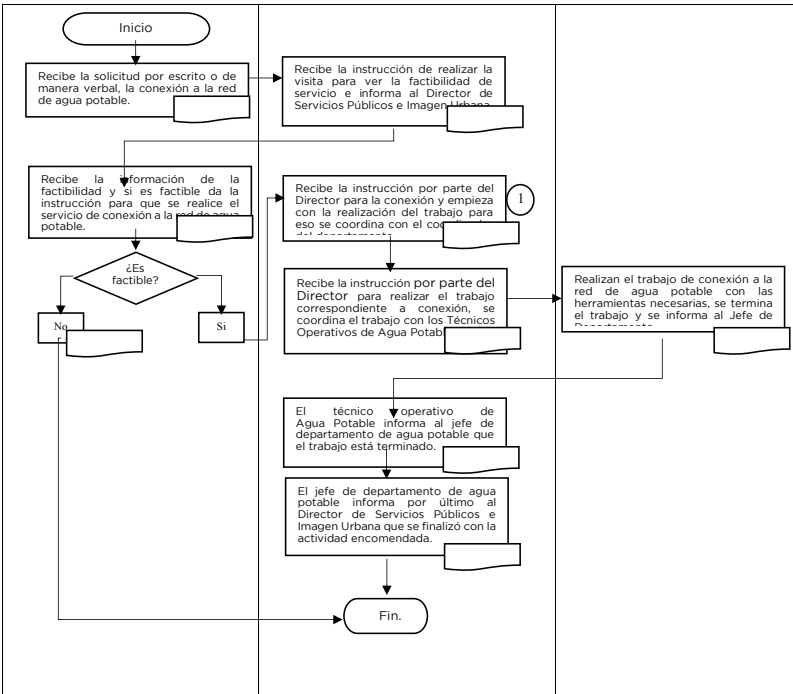 Inicio
Recibe la solicitud por escrito o de
manera verbal, la conexión a la red
de agua potable.
Recibe la instrucción de realizar la
visita para ver la factibilidad de
servicio e informa al Director de
Servicios Públicos e Imagen Urbana
Recibe la información de la
factibilidad y si es factible da la
instrucción para que se realice el
servicio de conexión a la red de agua
potable.
Recibe la instrucción por parte del
Director para la conexión y empieza
con la realización del trabajo para
eso se coordina con el
del departamento
1
¿Es
factible?
No
Si
Recibe la instrucción por parte del
Director para realizar el trabajo
correspondiente a conexión, se
coordina el trabajo con los Técnicos
Operativos de Agua
Realizan el trabajo de conexión a la
red de agua potable con las
herramientas necesarias, se termina
el trabajo y se informa al Jefe de
Departamento
El técnico operativo de
Agua Potable informa al jefe de
departamento de agua potable que
el trabajo está terminado.
El jefe de departamento de agua
potable informa por último al
Director de Servicios Públicos e
Imagen Urbana que se finalizó con la
actividad encomendada.
Fin.